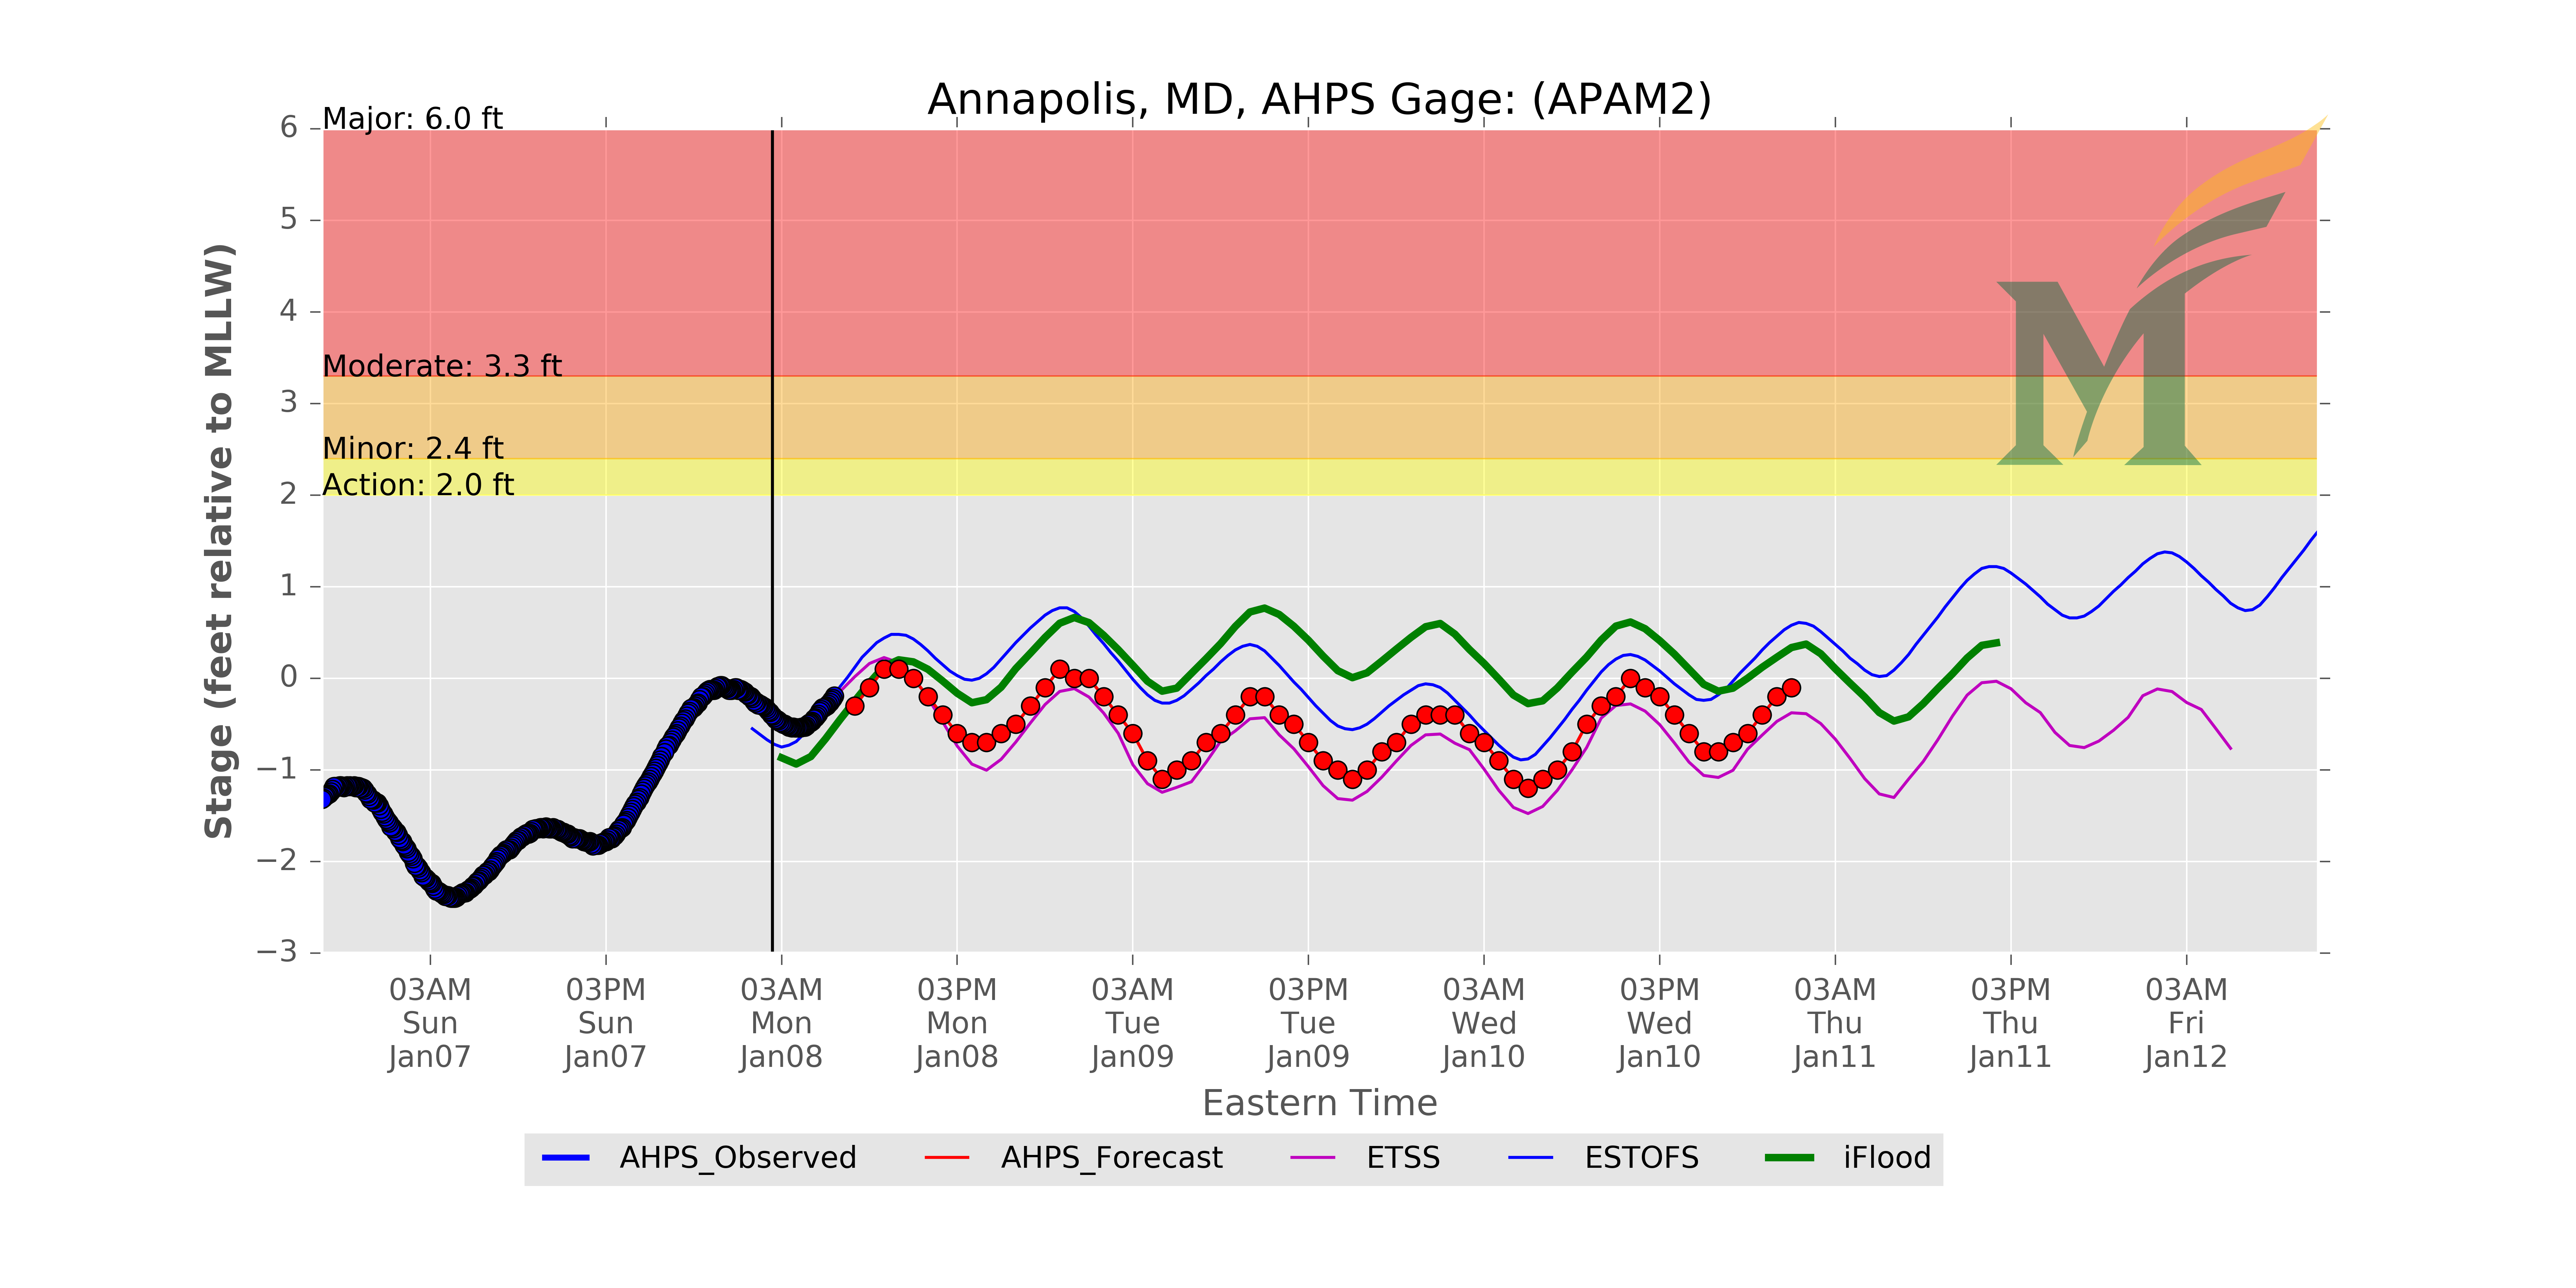 Annapolis, MD, AHPS Gage: (APAM2)
Major: 6.0 ft
Moderate: 3.3 ft
Minor: 2.4 ft
Action: 2.0 ft
Stage (feet relative to MLLW)
6
5
4
3
2
1
0
−1
−2
−3
03AM Sun Jan07
03PM Sun Jan07
03AM Mon Jan08
03PM Mon Jan08
03AM Tue Jan09
03PM Tue Jan09
03AM Wed Jan10
03PM Wed Jan10
03AM Thu Jan11
03PM Thu Jan11
03AM Fri Jan12
Eastern Time
AHPS_Observed
AHPS_Forecast
ETSS
ESTOFS
iFlood
M